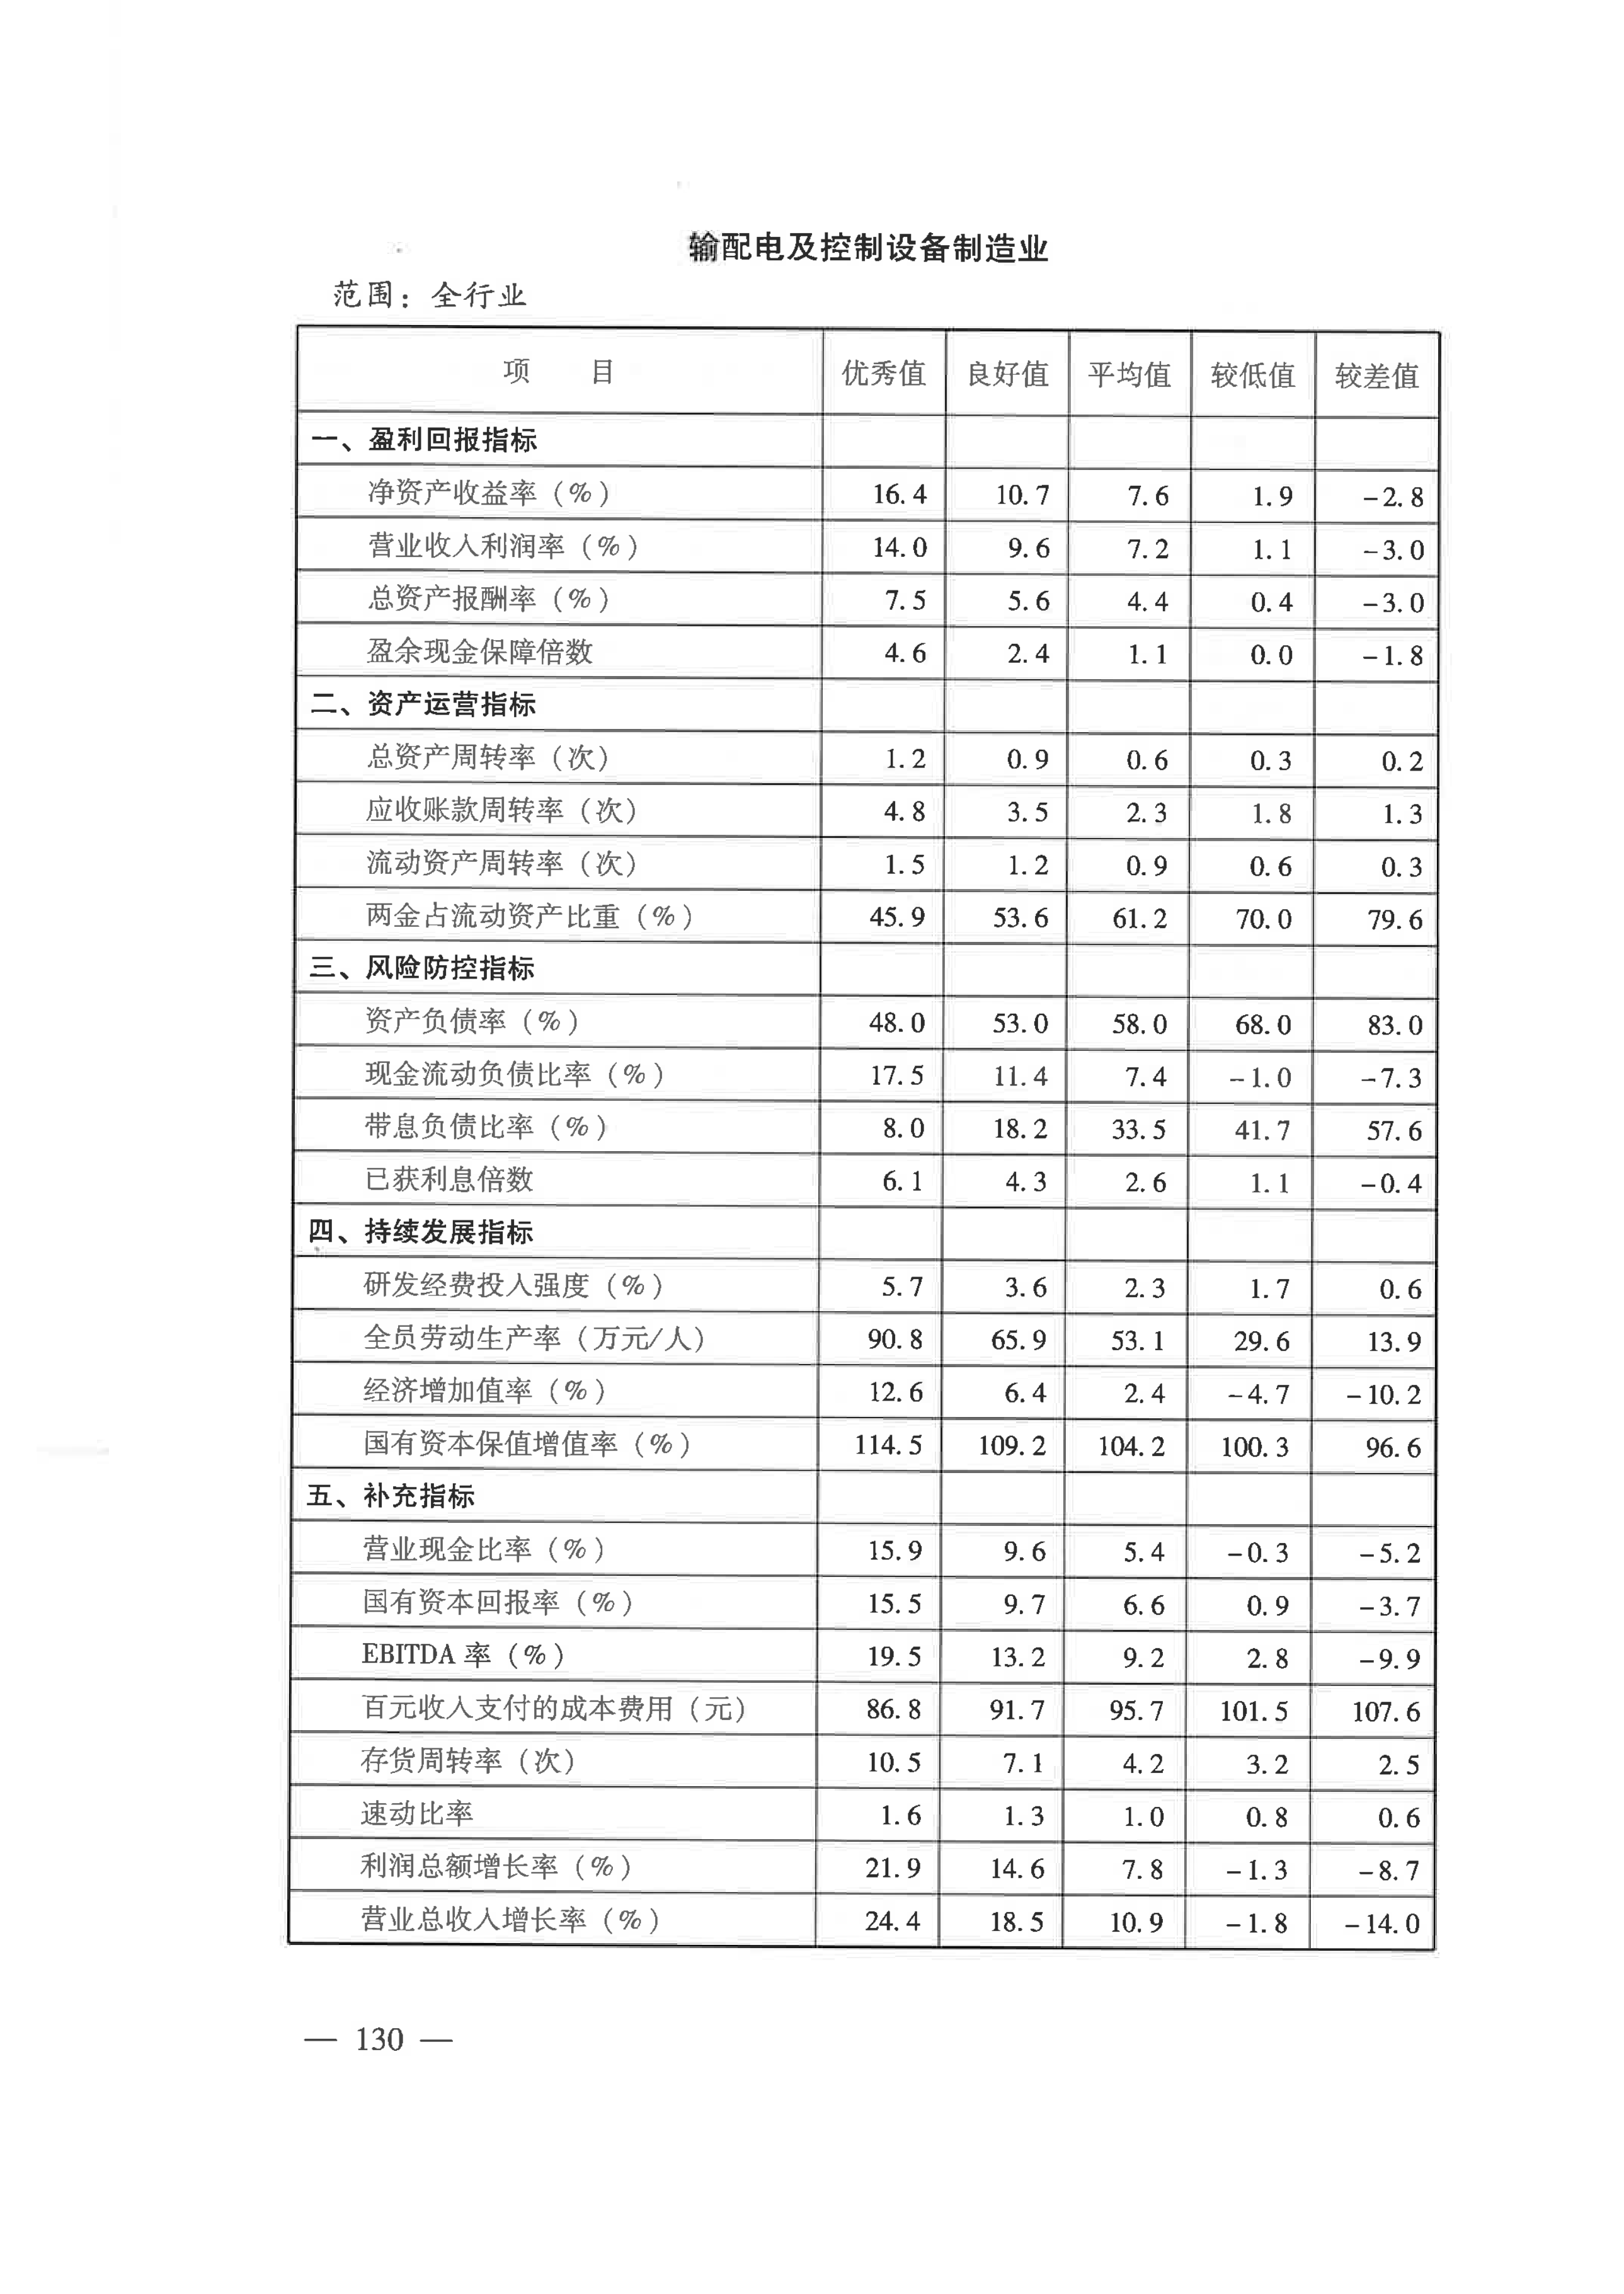 输配电及控制设备制造业
范围：全行业
项 目 优秀值 良好值 平均值 较低值 较差值
一、盈利回报指标
净资产收益率（%） 16.4 10.7 7.6 1.9 -2.8
营业收入利润率（%） 14.0 9.6 7.2 1.1 -3.0
总资产报酬率（%） 7.5 5.6 4.4 0.4 -3.0
盈余现金保障倍数 4.6 2.4 1.1 0.0 -1.8
二、资产运营指标
总资产周转率（次） 1.2 0.9 0.6 0.3 0.2
应收账款周转率（次） 4.8 3.5 2.3 1.8 1.3
流动资产周转率（次） 1.5 1.2 0.9 0.6 0.3
两金占流动资产比重（%） 45.9 53.6 61.2 70.0 79.6
三、风险防控指标
资产负债率（%） 48.0 53.0 58.0 68.0 83.0
现金流动负债比率（%） 17.5 11.4 7.4 -1.0 -7.3
带息负债比率（%） 8.0 18.2 33.5 41.7 57.6
已获利息倍数 6.1 4.3 2.6 1.1 -0.4
四、持续发展指标
研发经费投入强度（%） 5.7 3.6 2.3 1.7 0.6
全员劳动生产率（万元/人） 90.8 65.9 53.1 29.6 13.9
经济增加值率（%） 12.6 6.4 2.4 -4.7 -10.2
国有资本保值增值率（%） 114.5 109.2 104.2 100.3 96.6
五、补充指标
营业现金比率（%） 15.9 9.6 5.4 -0.3 -5.2
国有资本回报率（%） 15.5 9.7 6.6 0.9 -3.7
EBITDA 率（%） 19.5 13.2 9.2 2.8 -9.9
百元收入支付的成本费用（元） 86.8 91.7 95.7 101.5 107.6
存货周转率（次） 10.5 7.1 4.2 3.2 2.5
速动比率 1.6 1.3 1.0 0.8 0.6
利润总额增长率（%） 21.9 14.6 7.8 -1.3 -8.7
营业总收入增长率（%） 24.4 18.5 10.9 -1.8 -14.0
— 130 —